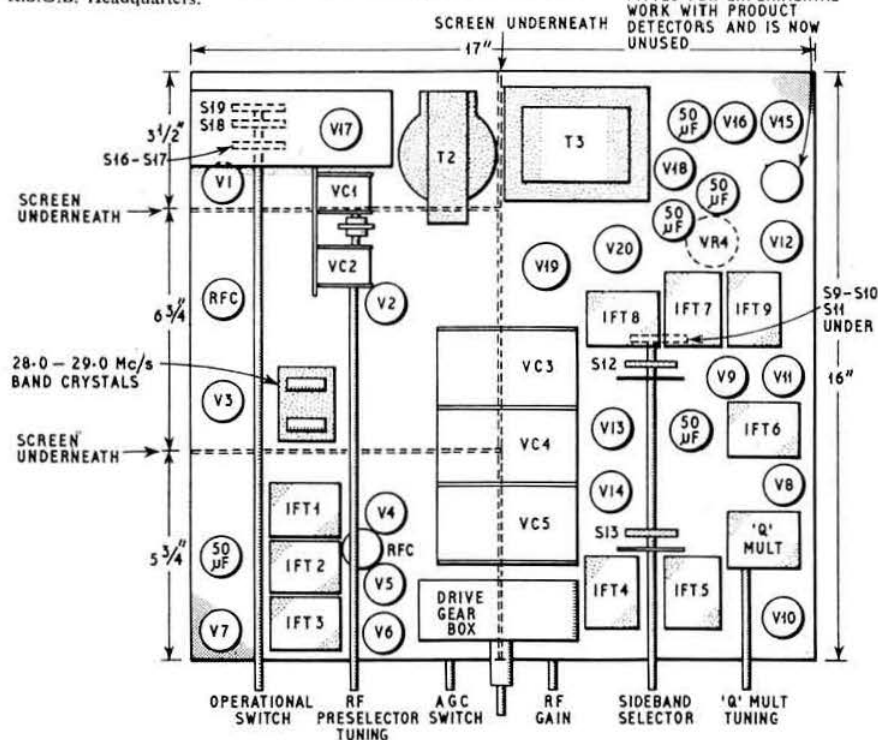 Headquarters.
WORK WITH PRODUCT
DETECTORS AND IS NOW
UNUSED
SCREEN UNDERNEATH
17"
S19
S18
S16-S17
3 1/2"
V17
V1
SCREEN
UNDERNEATH
VC1
VC2
T2
T3
50
µF
V16
V15
V18
50
µF
50
µF
VR4
V12
V20
V19
RFC
6 3/4"
V2
IFT8
IFT7
IFT9
S9-S10
S11
UNDER
28·0 – 29·0 Mc/s
BAND CRYSTALS
V3
VC3
S12
V9
V11
16"
SCREEN
UNDERNEATH
VC4
V13
50
µF
IFT6
IFT1
V4
VC5
V14
V8
5 3/4"
50
µF
IFT2
RFC
V5
S13
'Q'
MULT
V7
IFT3
V6
DRIVE
GEAR
BOX
IFT4
IFT5
V10
OPERATIONAL
SWITCH
RF
PRESELECTOR
TUNING
AGC
SWITCH
RF
GAIN
SIDEBAND
SELECTOR
'Q' MULT
TUNING